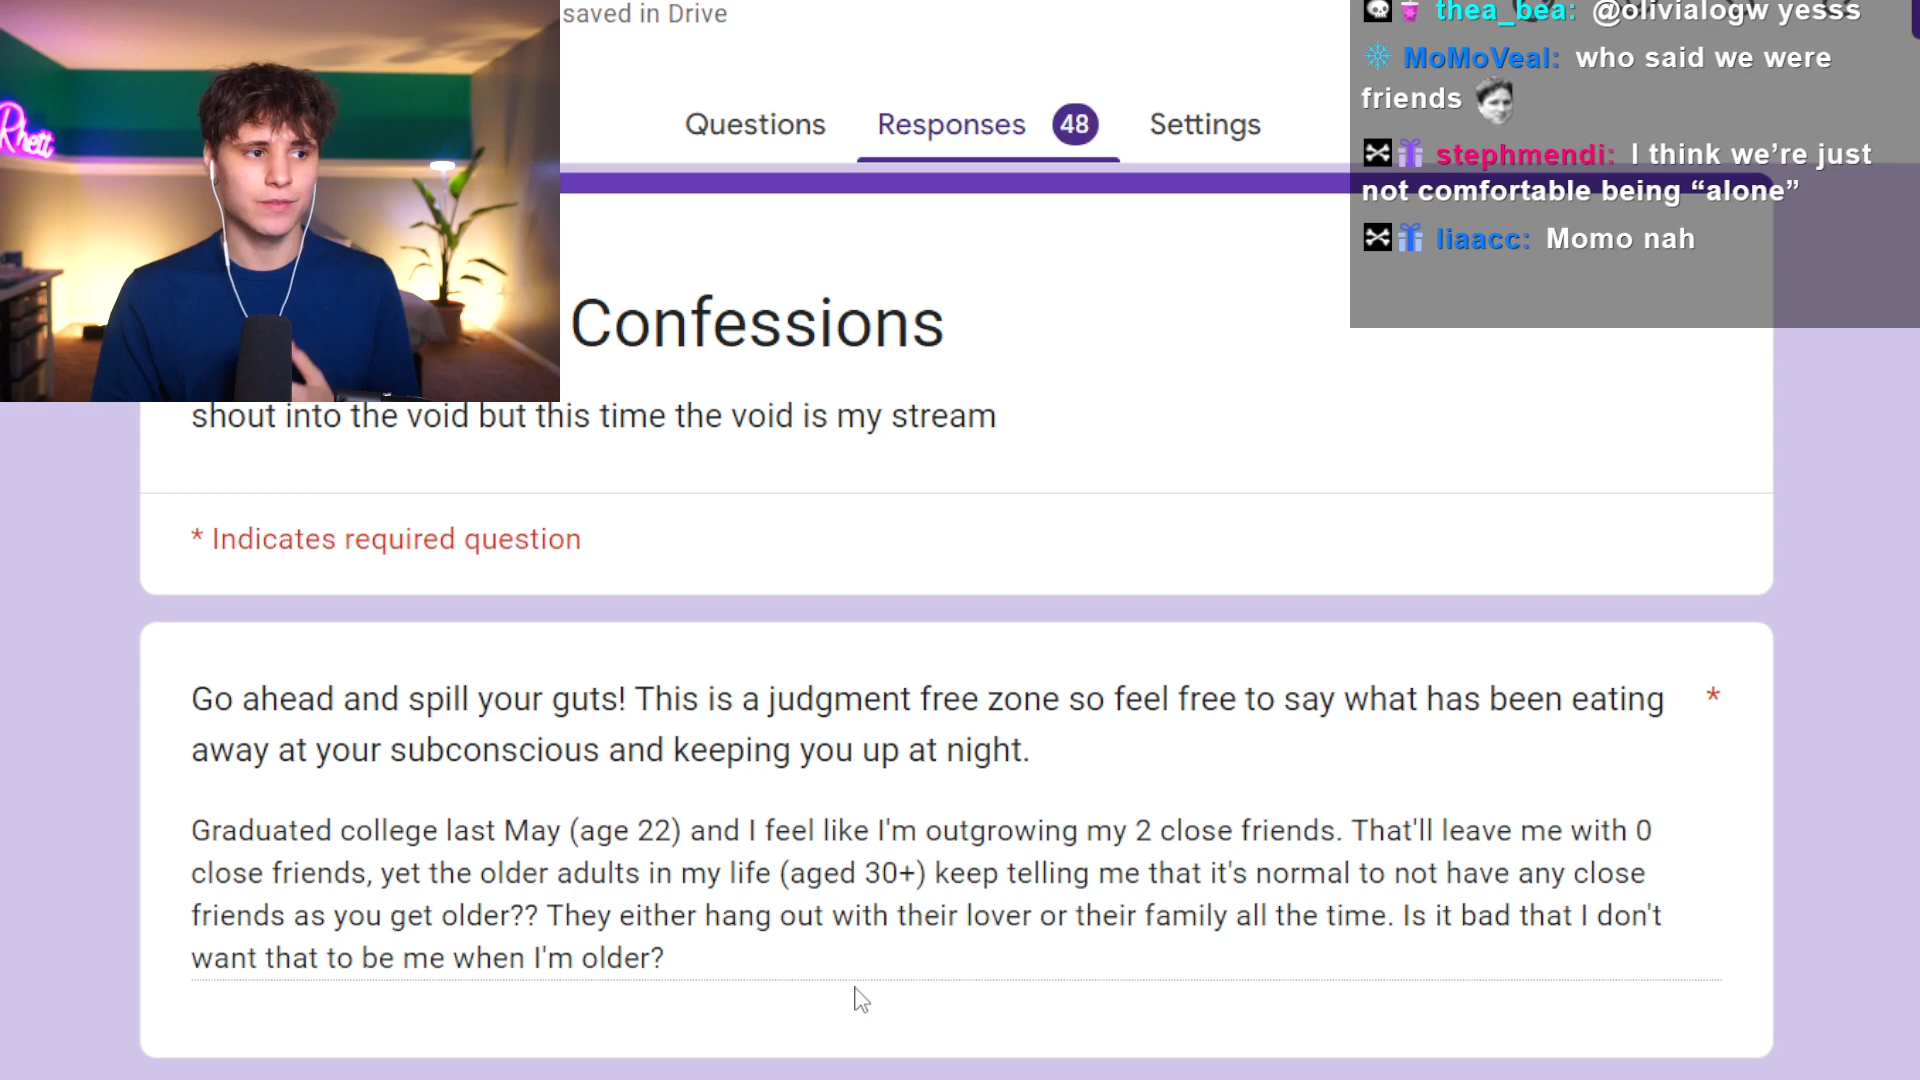 saved in Drive
Rhett
Questions Responses 48 Settings
thea_bea: @olivialogw yesss
MoMoVeal: who said we were
friends
stephmendi: I think we’re just
not comfortable being “alone”
liaacc: Momo nah
Confessions
shout into the void but this time the void is my stream
* Indicates required question
Go ahead and spill your guts! This is a judgment free zone so feel free to say what has been eating *
away at your subconscious and keeping you up at night.
Graduated college last May (age 22) and I feel like I'm outgrowing my 2 close friends. That'll leave me with 0
close friends, yet the older adults in my life (aged 30+) keep telling me that it's normal to not have any close
friends as you get older?? They either hang out with their lover or their family all the time. Is it bad that I don't
want that to be me when I'm older?